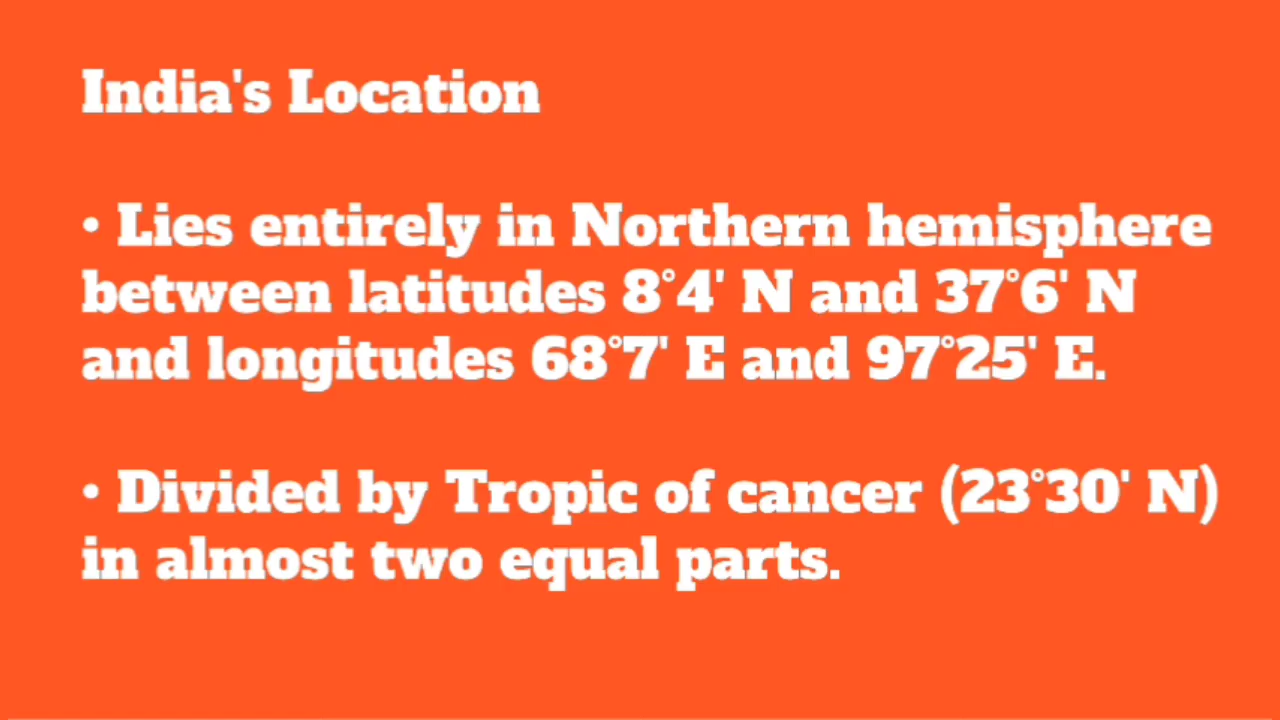 India's Location
• Lies entirely in Northern hemisphere
between latitudes 8°4' N and 37°6' N
and longitudes 68°7' E and 97°25' E.
• Divided by Tropic of cancer (23°30' N)
in almost two equal parts.